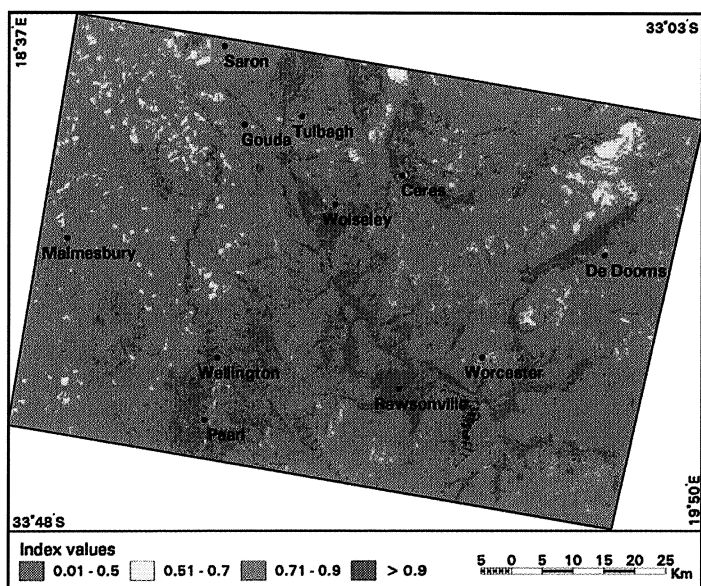 18°37'E
33°03'S
Saron
Gouda
Tulbagh
Ceres
Wolseley
Malmesbury
De Doorns
Wellington
Worcester
Rawsonville
Paarl
33°48'S
19°50'E
Index values
0.01 - 0.5
0.51 - 0.7
0.71 - 0.9
> 0.9
5 0 5 10 15 20 25
Km